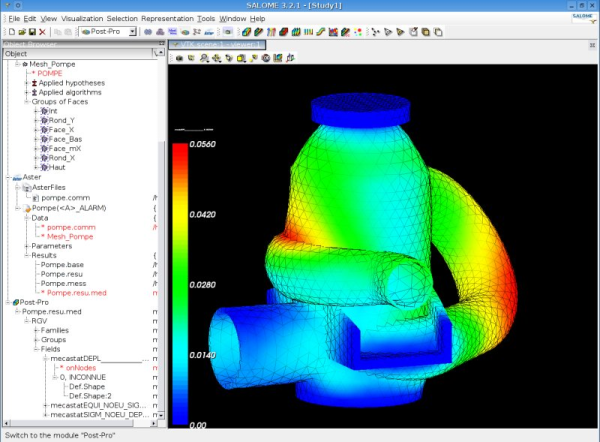 SALOME 3.2.1 - [Study1]
File Edit View Visualization Selection Representation Tools Window Help
SALOME
Post-Pro
Object Browser
Object
Mesh_Pompe
* POMPE
Applied hypotheses
Applied algorithms
Groups of Faces
Int
Rond_Y
Face_X
Face_Bas
Face_mX
Rond_X
Haut
Aster
AsterFiles
pompe.comm /
Pompe(<A>_ALARM) (
Data
* pompe.comm /
* Mesh_Pompe
Parameters
Results
Pompe.base /
Pompe.resu
Pompe.mess
* Pompe.resu.med
Post-Pro
Pompe.resu.med
RGV
Families
Groups
Fields
mecastatDEPL____________...
* onNodes
0, INCONNUE
Def.Shape
Def.Shape:2
mecastatEQUI_NOEU_SIG...
mecastatSIGM_NOEU_DEP...
0.0560
0.0420
0.0280
0.0140
0.00
Switch to the module "Post-Pro"